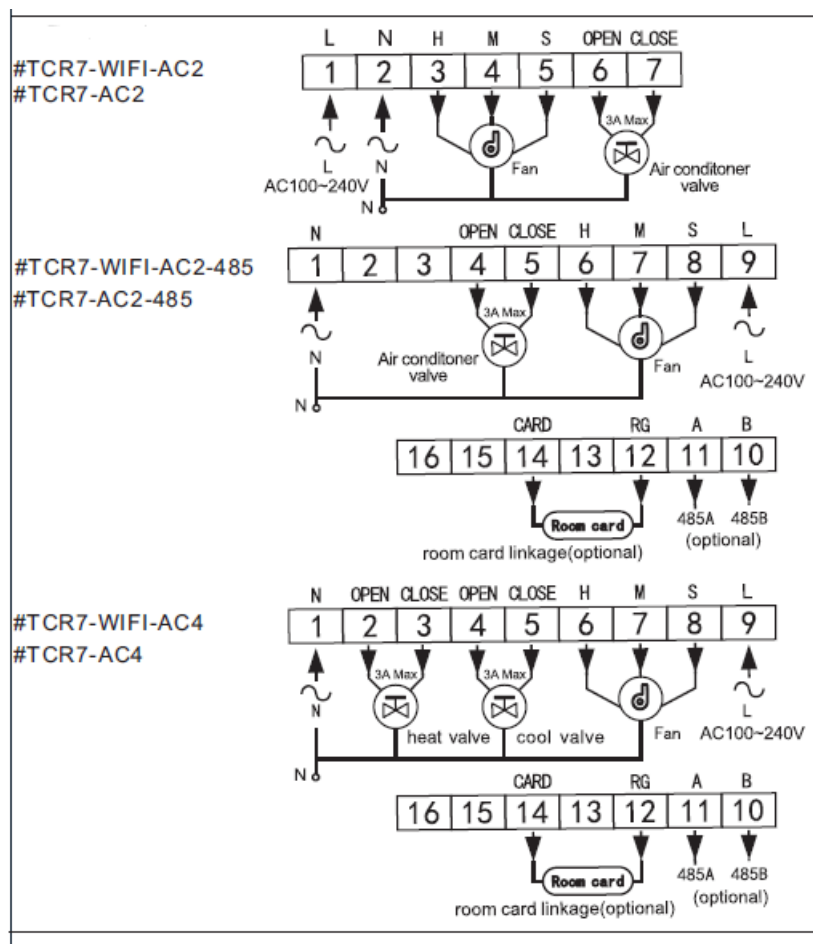 L N H M S OPEN CLOSE
#TCR7-WIFI-AC2
1 2 3 4 5 6 7
#TCR7-AC2
3A Max
L N Fan Air conditoner
AC100~240V valve
N
N OPEN CLOSE H M S L
#TCR7-WIFI-AC2-485
1 2 3 4 5 6 7 8 9
#TCR7-AC2-485
3A Max
N Air conditoner Fan L
valve AC100~240V
N
CARD RG A B
16 15 14 13 12 11 10
Room card 485A 485B
room card linkage(optional) (optional)
N OPEN CLOSE OPEN CLOSE H M S L
#TCR7-WIFI-AC4
1 2 3 4 5 6 7 8 9
#TCR7-AC4
3A Max 3A Max
N L
heat valve cool valve Fan AC100~240V
N
CARD RG A B
16 15 14 13 12 11 10
Room card 485A 485B
room card linkage(optional) (optional)